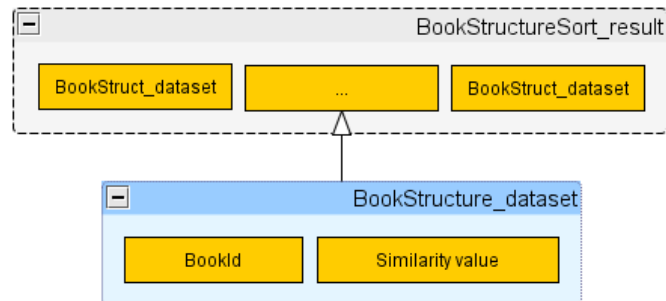 BookStructureSort_result
BookStruct_dataset ... BookStruct_dataset
BookStructure_dataset
BookId Similarity value